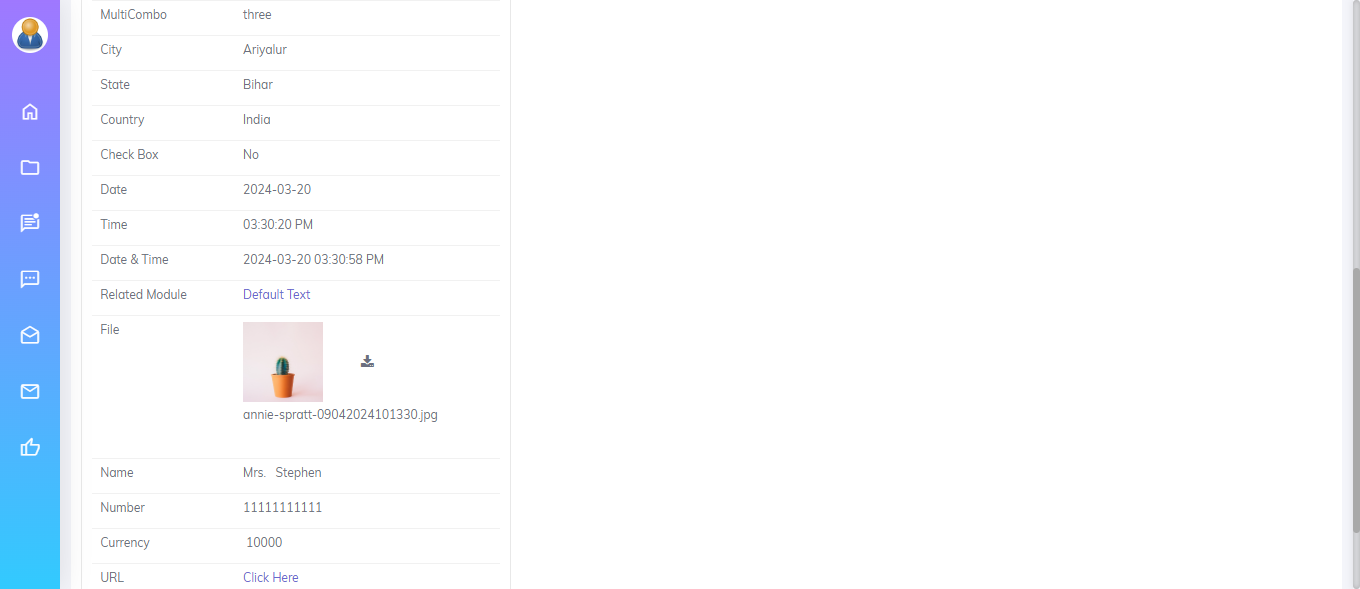 MultiCombo three
City Ariyalur
State Bihar
Country India
Check Box No
Date 2024-03-20
Time 03:30:20 PM
Date & Time 2024-03-20 03:30:58 PM
Related Module Default Text
File
annie-spratt-09042024101330.jpg
Name Mrs. Stephen
Number 11111111111
Currency 10000
URL Click Here